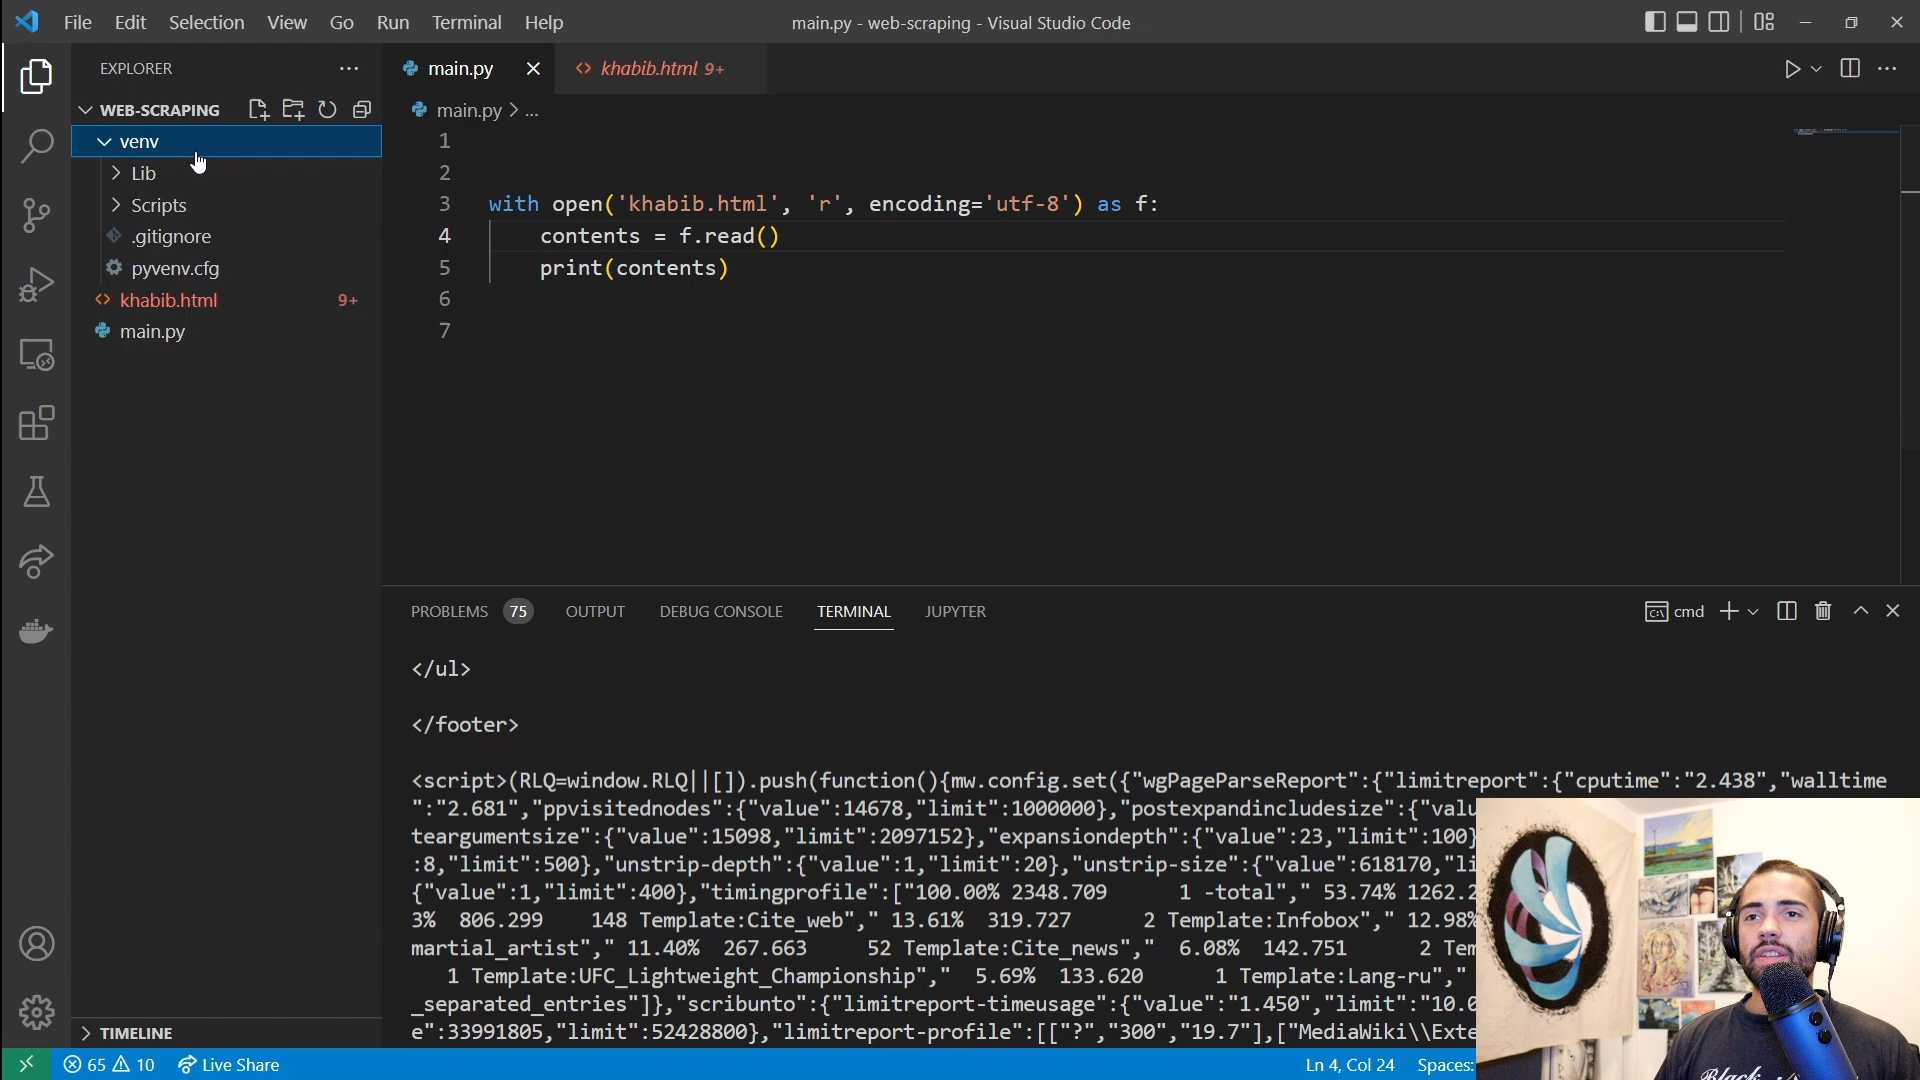 File Edit Selection View Go Run Terminal Help
main.py - web-scraping - Visual Studio Code
EXPLORER
WEB-SCRAPING
venv
Lib
Scripts
.gitignore
pyvenv.cfg
khabib.html 9+
main.py
TIMELINE
main.py
khabib.html 9+
main.py > ...
1
2
3 with open('khabib.html', 'r', encoding='utf-8') as f:
4 contents = f.read()
5 print(contents)
6
7
PROBLEMS 75 OUTPUT DEBUG CONSOLE TERMINAL JUPYTER
cmd
</ul>
</footer>
<script>(RLQ=window.RLQ||[]).push(function(){mw.config.set({"wgPageParseReport":{"limitreport":{"cputime":"2.438","walltime
":"2.681","ppvisitednodes":{"value":14678,"limit":1000000},"postexpandincludesize":{"valu
teargumentsize":{"value":15098,"limit":2097152},"expansiondepth":{"value":23,"limit":100}
:8,"limit":500},"unstrip-depth":{"value":1,"limit":20},"unstrip-size":{"value":618170,"li
{"value":1,"limit":400},"timingprofile":["100.00% 2348.709 1 -total"," 53.74% 1262.2
3% 806.299 148 Template:Cite_web"," 13.61% 319.727 2 Template:Infobox"," 12.98%
martial_artist"," 11.40% 267.663 52 Template:Cite_news"," 6.08% 142.751 2 Tem
1 Template:UFC_Lightweight_Championship"," 5.69% 133.620 1 Template:Lang-ru","
_separated_entries"]},"scribunto":{"limitreport-timeusage":{"value":"1.450","limit":"10.0
e":33991805,"limit":52428800},"limitreport-profile":[["?","300","19.7"],["MediaWiki\\Exte
65 10 Live Share
Ln 4, Col 24 Spaces:
Black